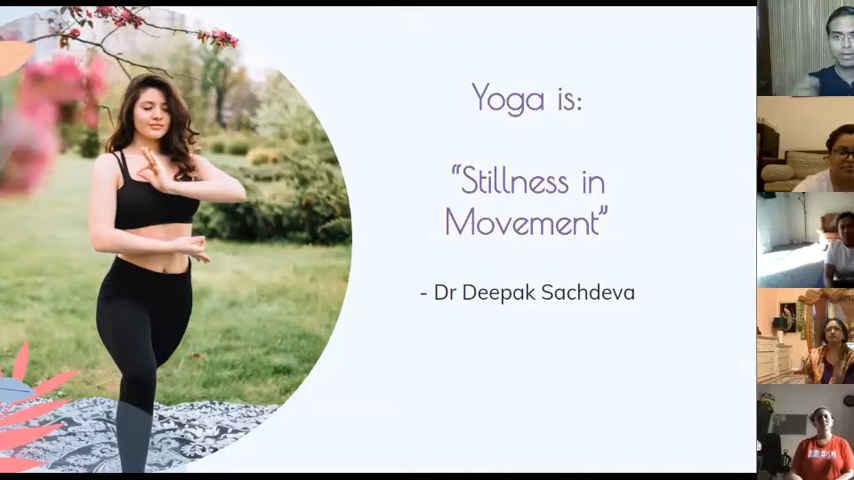 Yoga is:
“Stillness in
Movement”
- Dr Deepak Sachdeva